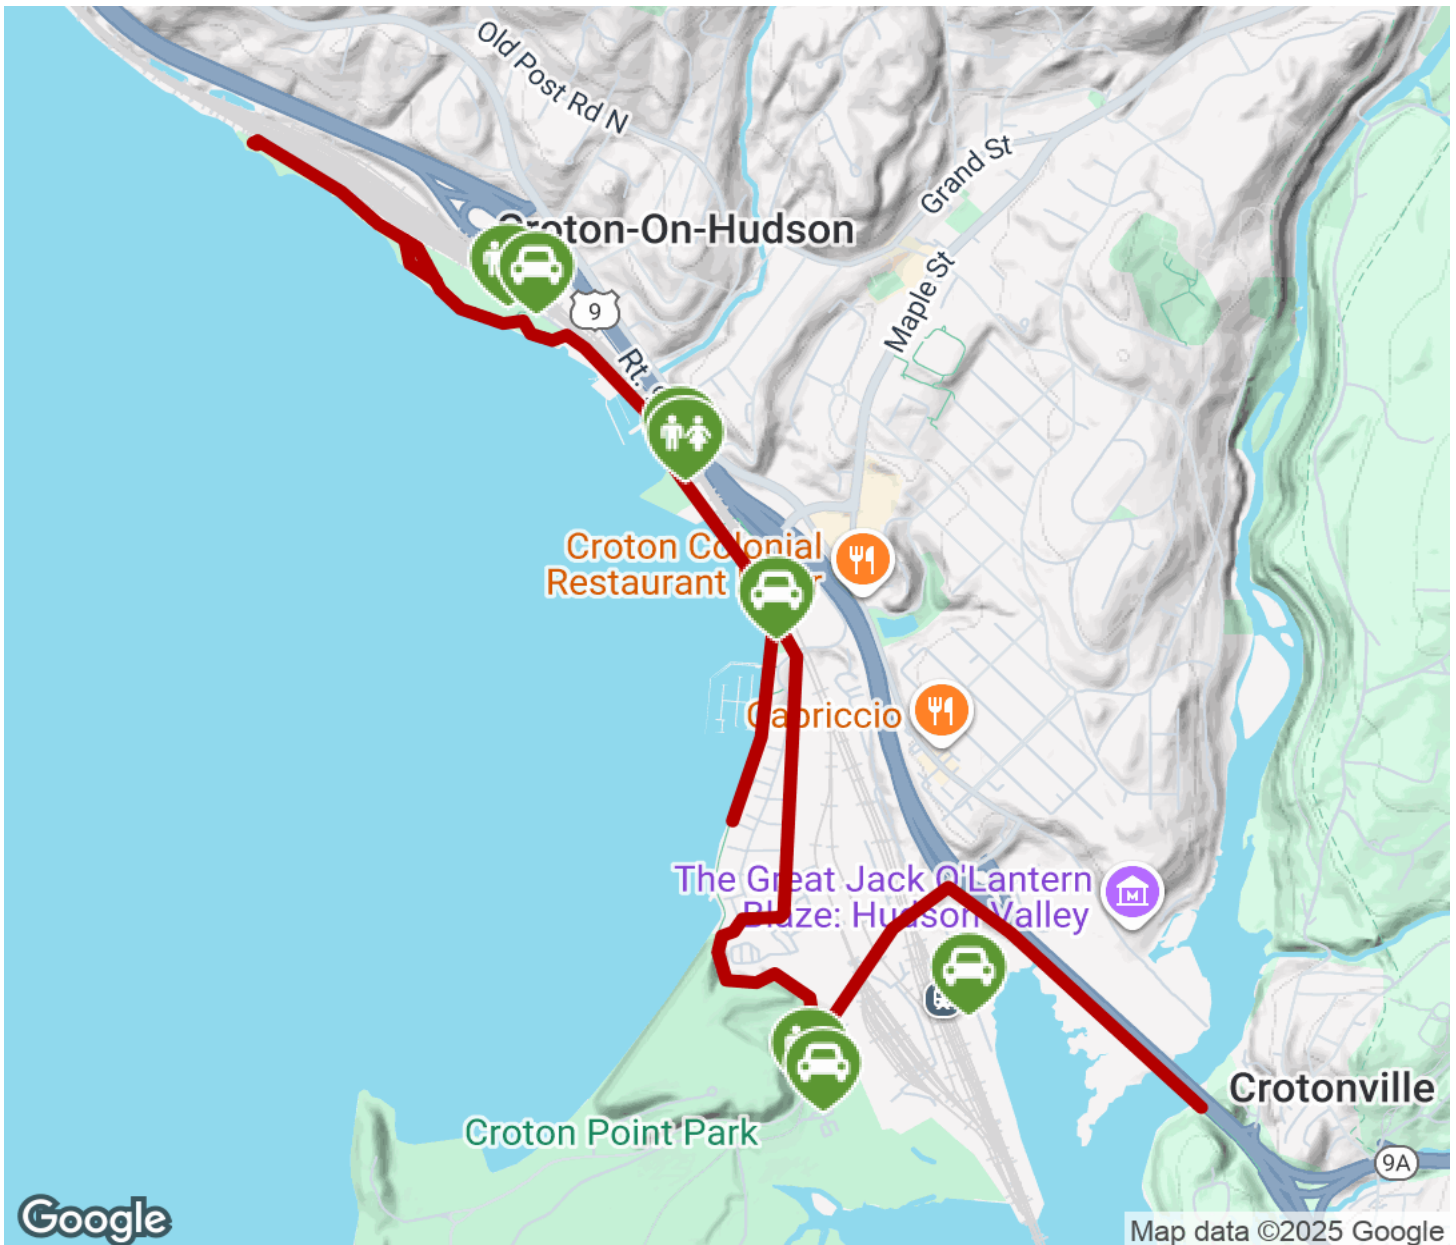 Old Post Rd N
Grand St
Croton-On-Hudson
Maple St
9
Rt.
Croton Colonial
Restaurant
Capriccio
The Great Jack O'Lantern
Blaze: Hudson Valley
Crotonville
Croton Point Park
9A
Google
Map data ©2025 Google